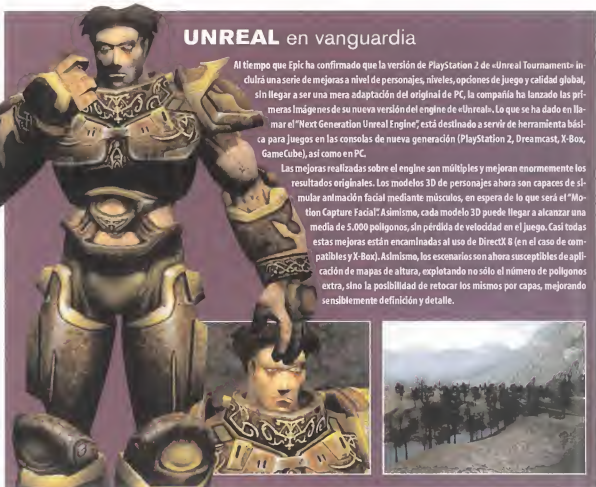 UNREAL en vanguardia
Al tiempo que Epic ha confirmado que la versión de PlayStation 2 de «Unreal Tournament» in-
cluirá una serie de mejoras a nivel de personajes, niveles, opciones de juego y calidad global,
sin llegar a ser una mera adaptación del original de PC, la compañía ha lanzado las pri-
meras imágenes de su nueva versión del engine de «Unreal». Lo que se ha dado en lla-
mar el "Next Generation Unreal Engine", está destinado a servir de herramienta bási-
ca para juegos en las consolas de nueva generación (PlayStation 2, Dreamcast, X-Box,
GameCube), así como en PC.
Las mejoras realizadas sobre el engine son múltiples y mejoran enormemente los
resultados originales. Los modelos 3D de personajes ahora son capaces de si-
mular animación facial mediante músculos, en espera de lo que será el "Mo-
tion Capture Facial". Asimismo, cada modelo 3D puede llegar a alcanzar una
media de 5.000 polígonos, sin pérdida de velocidad en el juego. Casi todas
estas mejoras están encaminadas al uso de DirectX 8 (en el caso de com-
patibles y X-Box). Asimismo, los escenarios son ahora susceptibles de apli-
cación de mapas de altura, explotando no sólo el número de polígonos
extra, sino la posibilidad de retocar los mismos por capas, mejorando
sensiblemente definición y detalle.